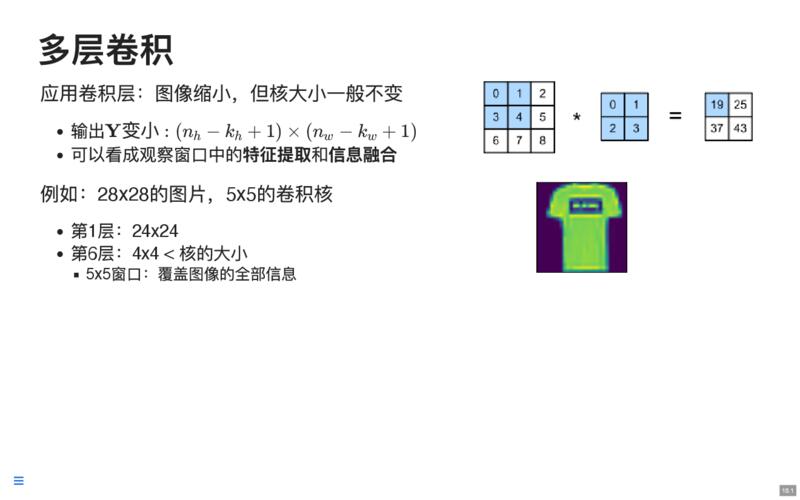 多层卷积
应用卷积层：图像缩小，但核大小一般不变
• 输出Y变小 : (n_h − k_h + 1) × (n_w − k_w + 1)
• 可以看成观察窗口中的特征提取和信息融合
例如：28x28的图片，5x5的卷积核
• 第1层：24x24
• 第6层：4x4 < 核的大小
▪ 5x5窗口：覆盖图像的全部信息
0 1 2
3 4 5
6 7 8
*
0 1
2 3
=
19 25
37 43